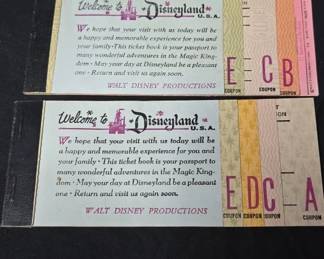 Welcome to Disneyland
U.S.A.
We hope that your visit with us today will be
a happy and memorable experience for you and
your family · This ticket book is your passport to
many wonderful adventures in the Magic King-
dom · May your day at Disneyland be a pleasant
one · Return and visit us again soon.
WALT DISNEY PRODUCTIONS
E C B
COUPON COUPON COUPON
Welcome to Disneyland
U.S.A.
We hope that your visit with us today will be
a happy and memorable experience for you and
your family · This ticket book is your passport to
many wonderful adventures in the Magic King-
dom · May your day at Disneyland be a pleasant
one · Return and visit us again soon.
WALT DISNEY PRODUCTIONS
E D C A
COUPON COUPON COUPON COUPON